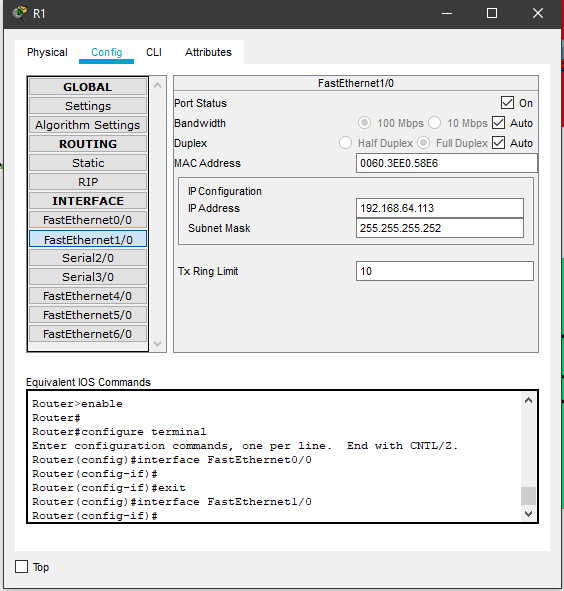 R1
Physical Config CLI Attributes
GLOBAL
Settings
Algorithm Settings
ROUTING
Static
RIP
INTERFACE
FastEthernet0/0
FastEthernet1/0
Serial2/0
Serial3/0
FastEthernet4/0
FastEthernet5/0
FastEthernet6/0
FastEthernet1/0
Port Status On
Bandwidth 100 Mbps 10 Mbps Auto
Duplex Half Duplex Full Duplex Auto
MAC Address 0060.3EE0.58E6
IP Configuration
IP Address 192.168.64.113
Subnet Mask 255.255.255.252
Tx Ring Limit 10
Equivalent IOS Commands
Router>enable
Router#
Router#configure terminal
Enter configuration commands, one per line. End with CNTL/Z.
Router(config)#interface FastEthernet0/0
Router(config-if)#
Router(config-if)#exit
Router(config)#interface FastEthernet1/0
Router(config-if)#
Top